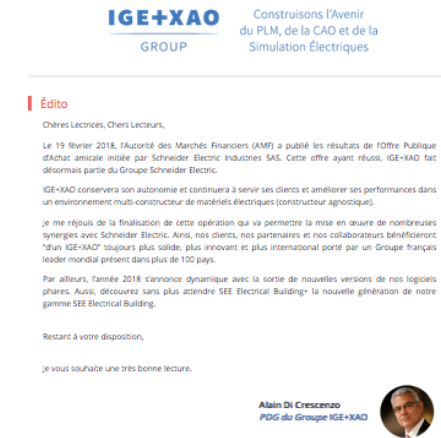 IGE+XAO
GROUP
Construisons l'Avenir
du PLM, de la CAO et de la
Simulation Électriques
Édito
Chères Lectrices, Chers Lecteurs,
Le 19 février 2018, l'Autorité des Marchés Financiers (AMF) a publié les résultats de l'Offre Publique
d'Achat amicale initiée par Schneider Electric Industries SAS. Cette offre ayant réussi, IGE+XAO fait
désormais partie du Groupe Schneider Electric.
IGE+XAO conservera son autonomie et continuera à servir ses clients et améliorer ses performances dans
un environnement multi-constructeur de matériels électriques (constructeur agnostique).
Je me réjouis de la finalisation de cette opération qui va permettre la mise en œuvre de nombreuses
synergies avec Schneider Electric. Ainsi, nos clients, nos partenaires et nos collaborateurs bénéficieront
"d'un IGE+XAO" toujours plus solide, plus innovant et plus international porté par un Groupe français
leader mondial présent dans plus de 100 pays.
Par ailleurs, l'année 2018 s'annonce dynamique avec la sortie de nouvelles versions de nos logiciels
phares. Aussi, découvrez sans plus attendre SEE Electrical Building+ la nouvelle génération de notre
gamme SEE Electrical Building.
Restant à votre disposition,
Je vous souhaite une très bonne lecture.
Alain Di Crescenzo
PDG du Groupe IGE+XAO